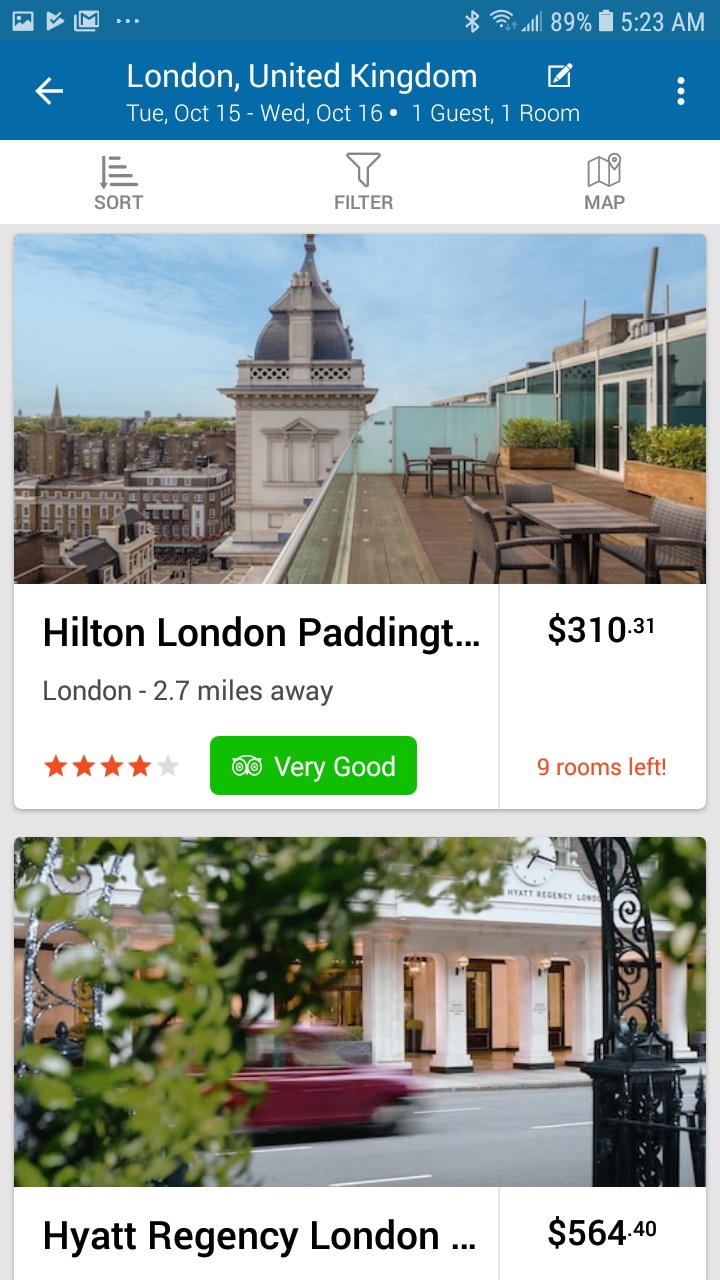 89% 5:23 AM
London, United Kingdom
Tue, Oct 15 - Wed, Oct 16 • 1 Guest, 1 Room
SORT
FILTER
MAP
Hilton London Paddingt...
$310.31
London - 2.7 miles away
Very Good
9 rooms left!
HYATT REGENCY LONDO
Hyatt Regency London ...
$564.40